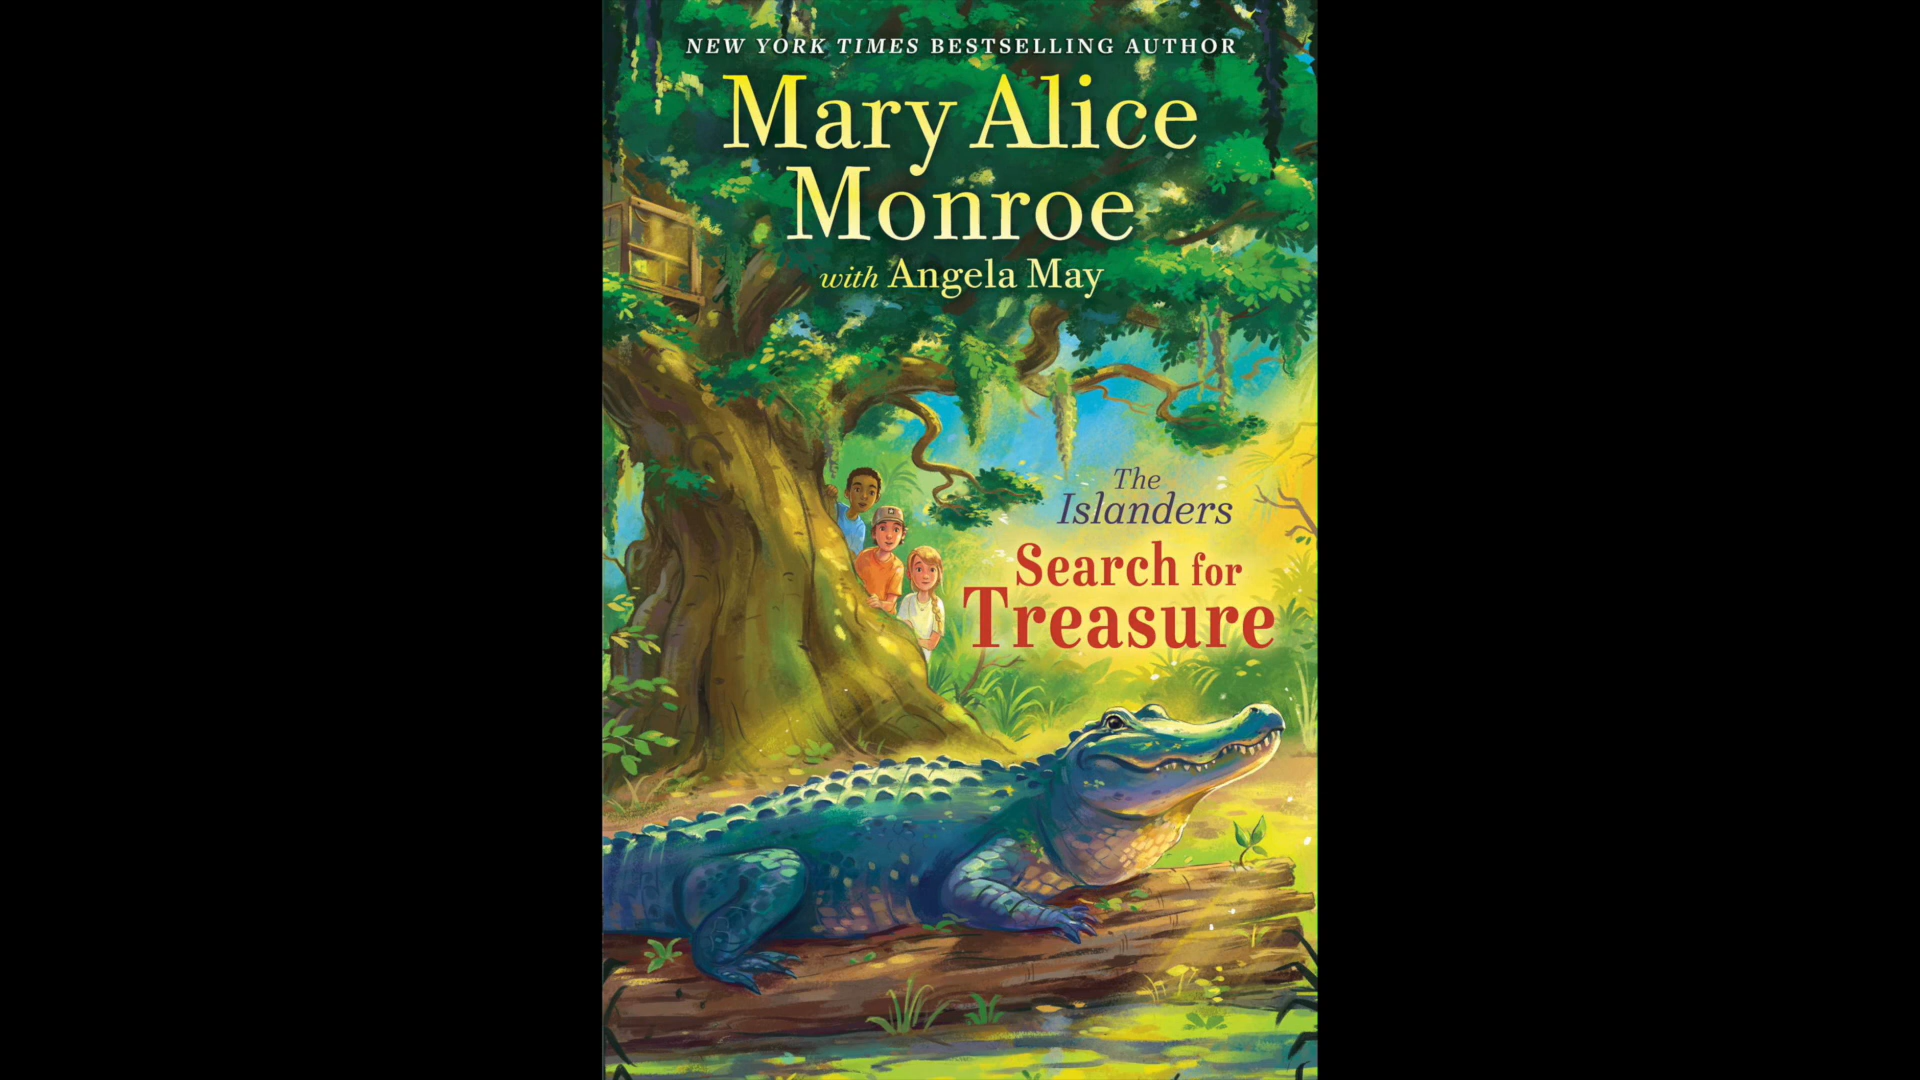 NEW YORK TIMES BESTSELLING AUTHOR
Mary Alice
Monroe
with Angela May
The
Islanders
Search for
Treasure